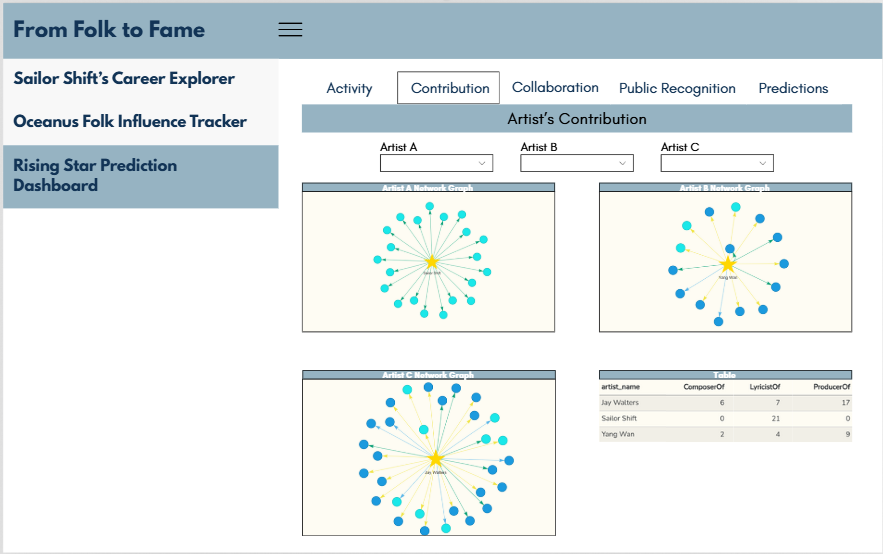 From Folk to Fame
Sailor Shift's Career Explorer
Oceanus Folk Influence Tracker
Rising Star Prediction
Dashboard
Activity Contribution Collaboration Public Recognition Predictions
Artist's Contribution
Artist A Artist B Artist C
Artist A Network Graph
Artist B Network Graph
Sailor Shift
Yang Wan
Artist C Network Graph
Jay Walters
Table
artist_name ComposerOf LyricistOf ProducerOf
Jay Walters 6 7 17
Sailor Shift 0 21 0
Yang Wan 2 4 9